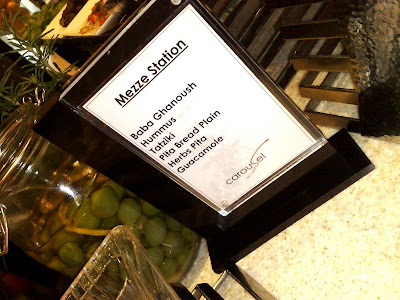 Mezze Station
Baba Ghanoush
Hummus
Tatziki
Pita Bread Plain
Herbs Pita
Guacamole
carousel